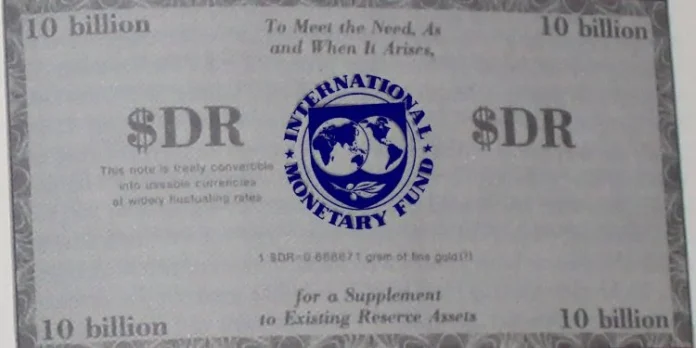 10 billion
To Meet the Need, As
and When It Arises,
10 billion
$DR
This note is freely convertible
into useable currencies
at widely fluctuating rates
INTERNATIONAL
MONETARY FUND
$DR
1 $DR=0.888671 gram of fine gold(?)
for a Supplement
to Existing Reserve Assets
10 billion
10 billion